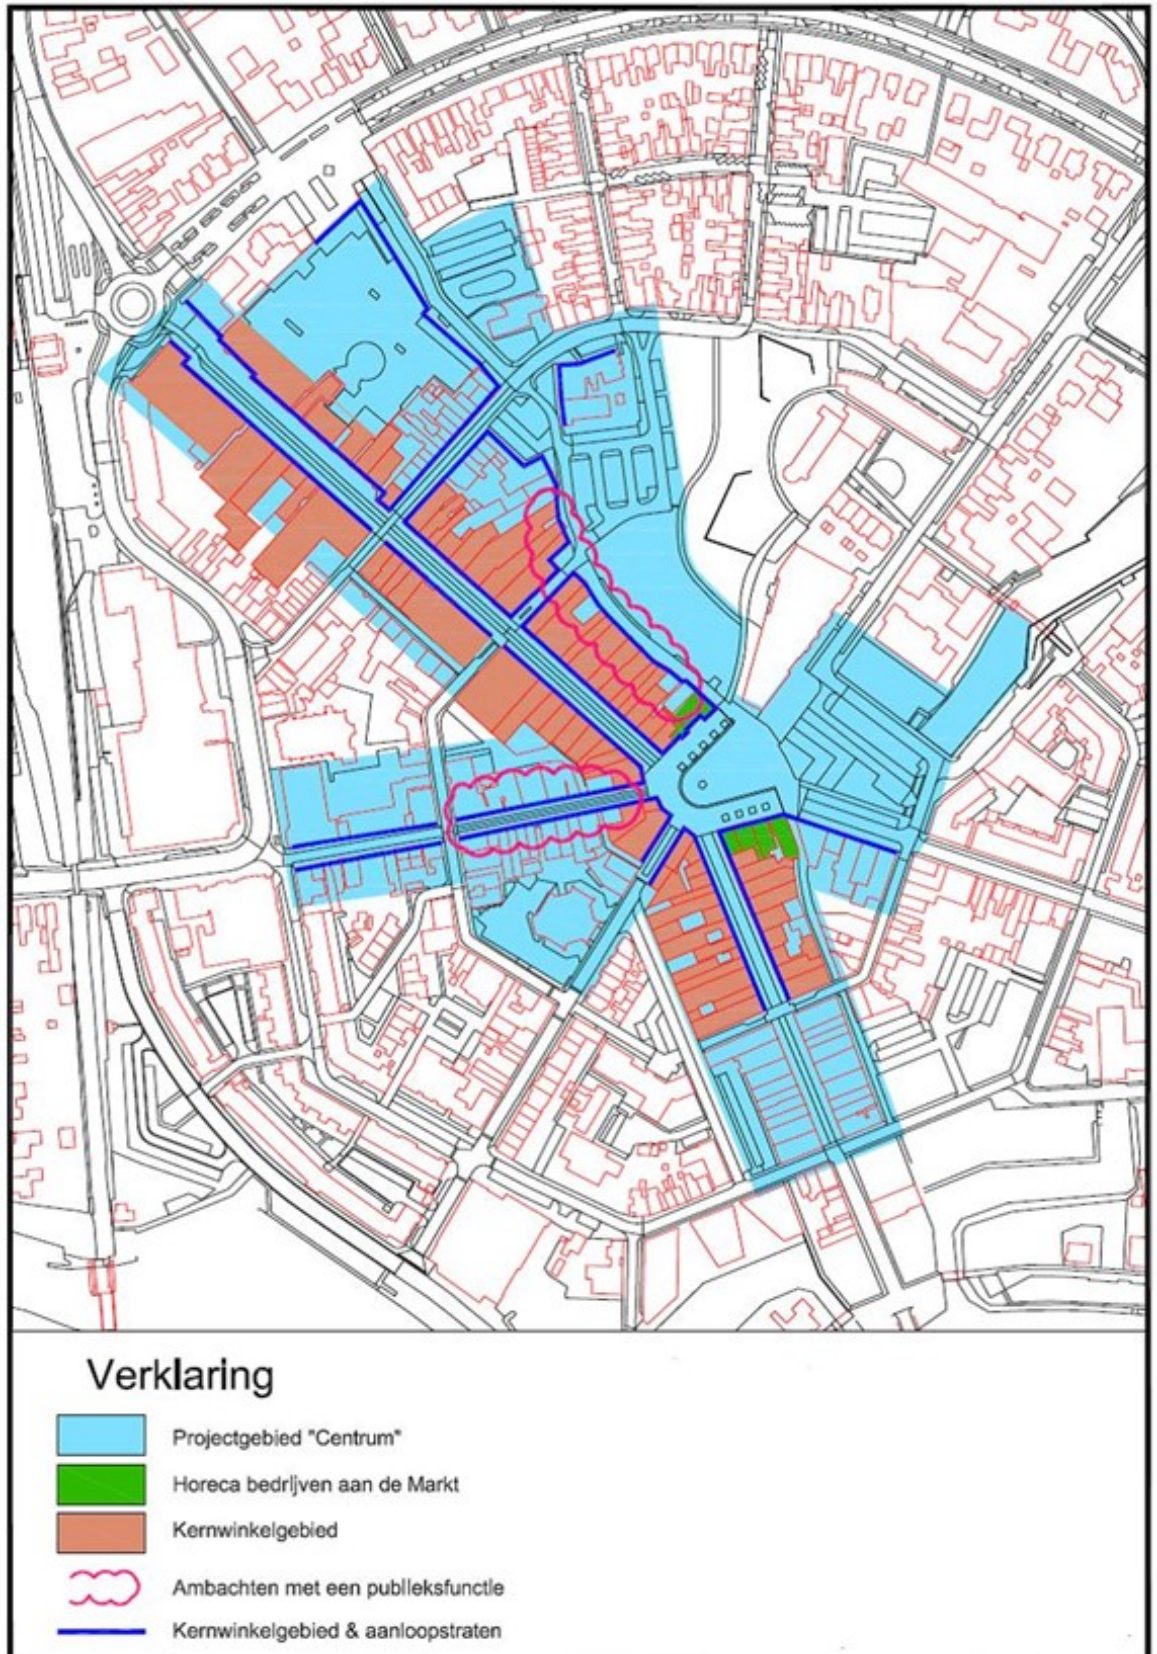 Verklaring
Projectgebied "Centrum"
Horeca bedrijven aan de Markt
Kernwinkelgebied
Ambachten met een publieksfunctie
Kernwinkelgebied & aanloopstraten